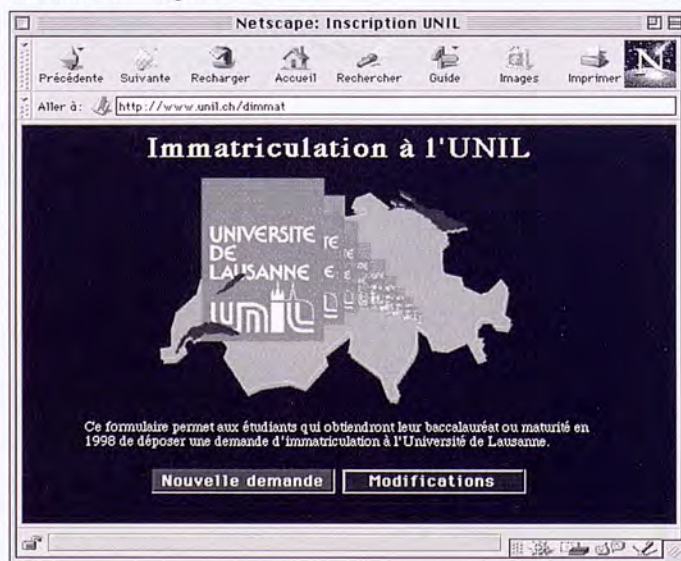 Netscape: Inscription UNIL
Précédente Suivante Recharger Accueil Rechercher Guide Images Imprimer N
Aller à: http://www.unil.ch/dimmat
Immatriculation à l'UNIL
UNIVERSITE
DE
LAUSANNE
unil
Ce formulaire permet aux étudiants qui obtiendront leur baccalauréat ou maturité en
1998 de déposer une demande d'immatriculation à l'Université de Lausanne.
Nouvelle demande Modifications